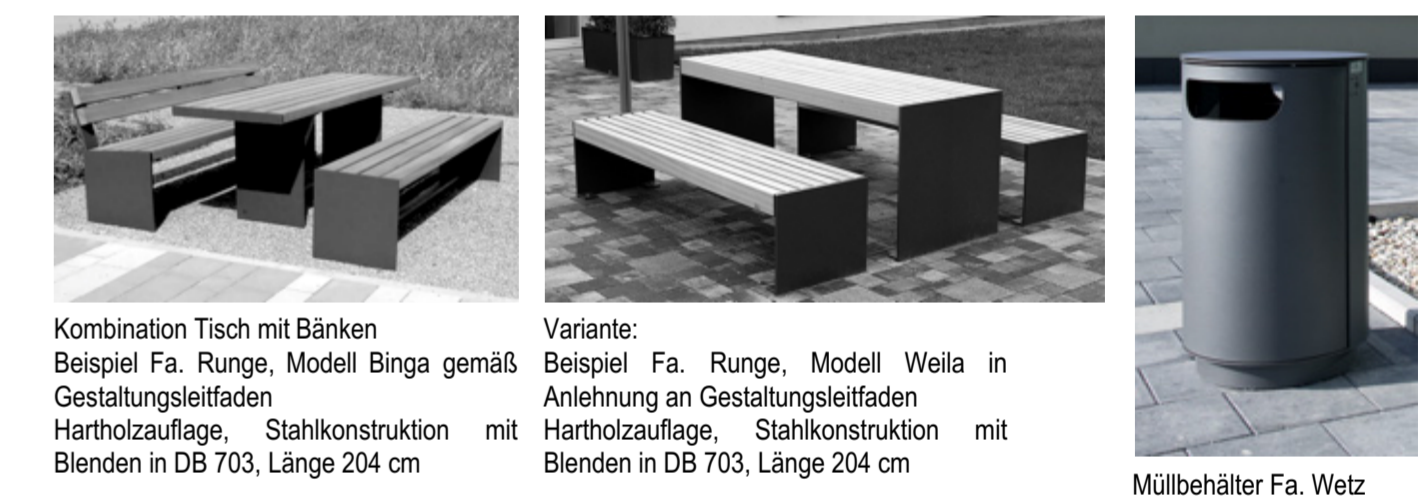 Kombination Tisch mit Bänken
Beispiel Fa. Runge, Modell Binga gemäß
Gestaltungsleitfaden
Hartholzauflage, Stahlkonstruktion mit
Blenden in DB 703, Länge 204 cm
Variante:
Beispiel Fa. Runge, Modell Weila in
Anlehnung an Gestaltungsleitfaden
Hartholzauflage, Stahlkonstruktion mit
Blenden in DB 703, Länge 204 cm
Müllbehälter Fa. Wetz